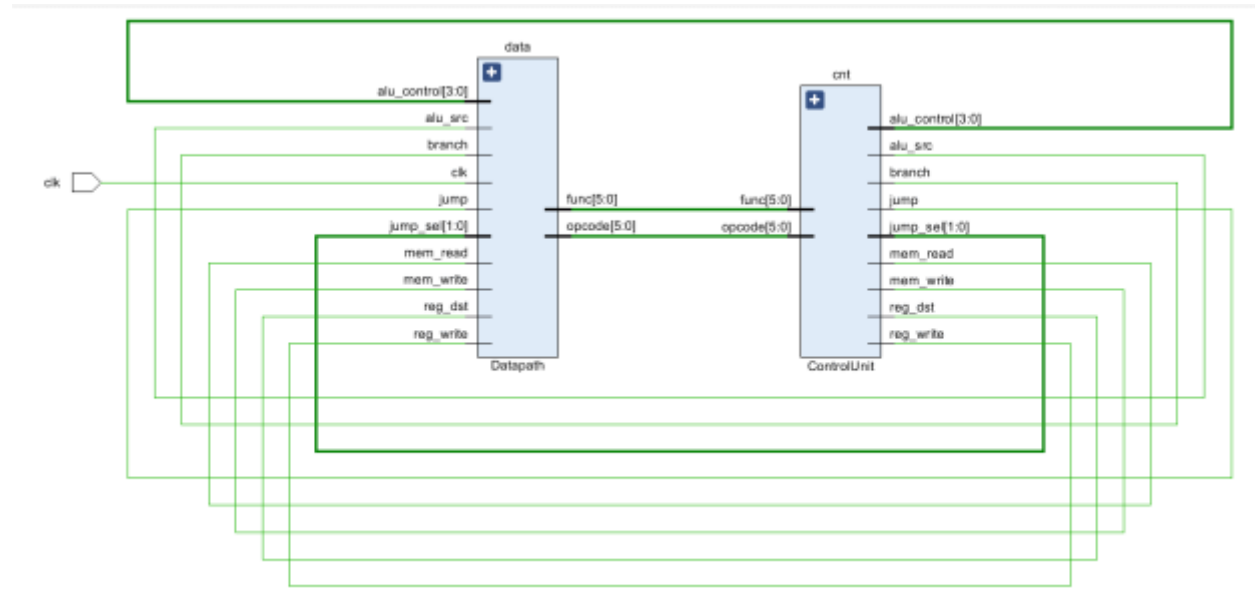 data
alu_control[3:0]
alu_src
branch
clk
jump
jump_sel[1:0]
mem_read
mem_write
reg_dst
reg_write
Datapath
clk
func[5:0]
opcode[5:0]
cnt
func[5:0]
opcode[5:0]
alu_control[3:0]
alu_src
branch
jump
jump_sel[1:0]
mem_read
mem_write
reg_dst
reg_write
ControlUnit